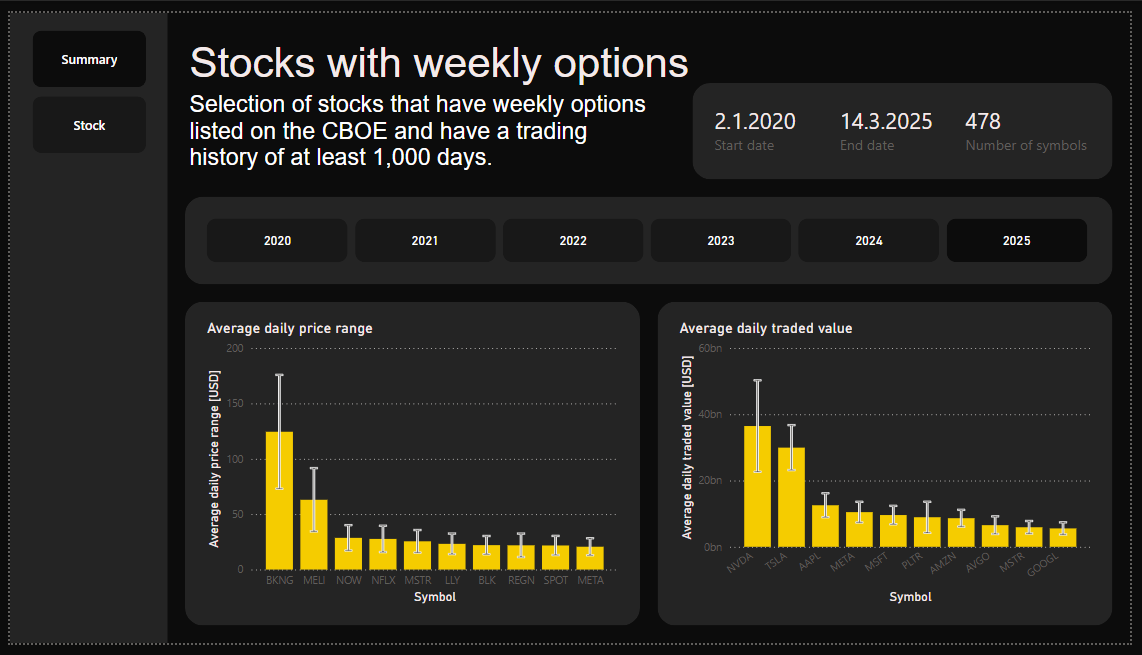 Summary
Stock
Stocks with weekly options
Selection of stocks that have weekly options
listed on the CBOE and have a trading
history of at least 1,000 days.
2.1.2020
Start date
14.3.2025
End date
478
Number of symbols
2020
2021
2022
2023
2024
2025
Average daily price range
Average daily price range [USD]
200
150
100
50
0
BKNG
MELI
NOW
NFLX
MSTR
LLY
BLK
REGN
SPOT
META
Symbol
Average daily traded value
Average daily traded value [USD]
60bn
40bn
20bn
0bn
NVDA
TSLA
AAPL
META
MSFT
PLTR
AMZN
AVGO
MSTR
GOOGL
Symbol